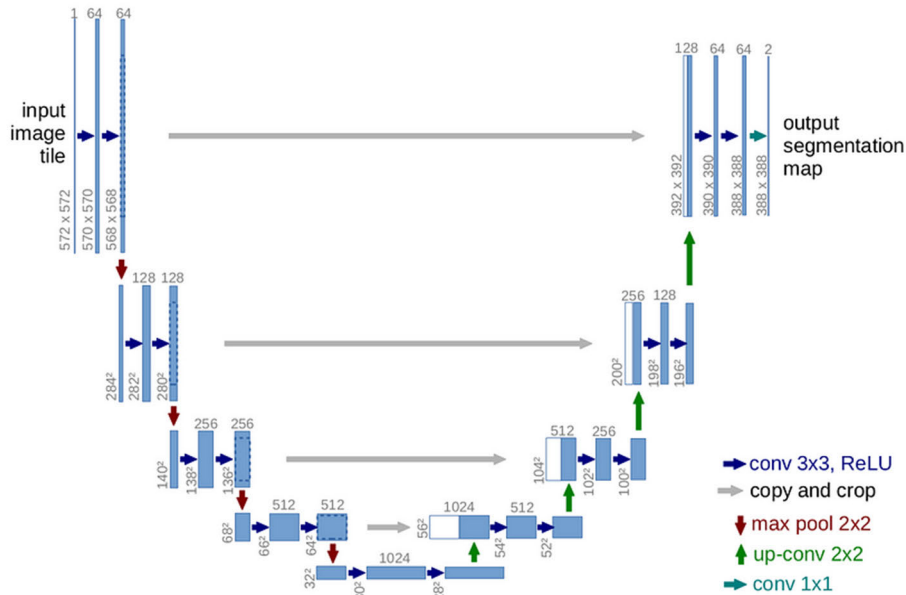 1 64 64
128 64 64 2
input
image
tile
output
segmentation
map
572 x 572
570 x 570
568 x 568
392 x 392
390 x 390
388 x 388
388 x 388
128 128
256 128
284²
282²
280²
200²
198²
196²
256 256
512 256
140²
138²
136²
104²
102²
100²
512 512
1024 512
68²
66²
64²
56²
54²
52²
1024
32²
conv 3x3, ReLU
copy and crop
max pool 2x2
up-conv 2x2
conv 1x1